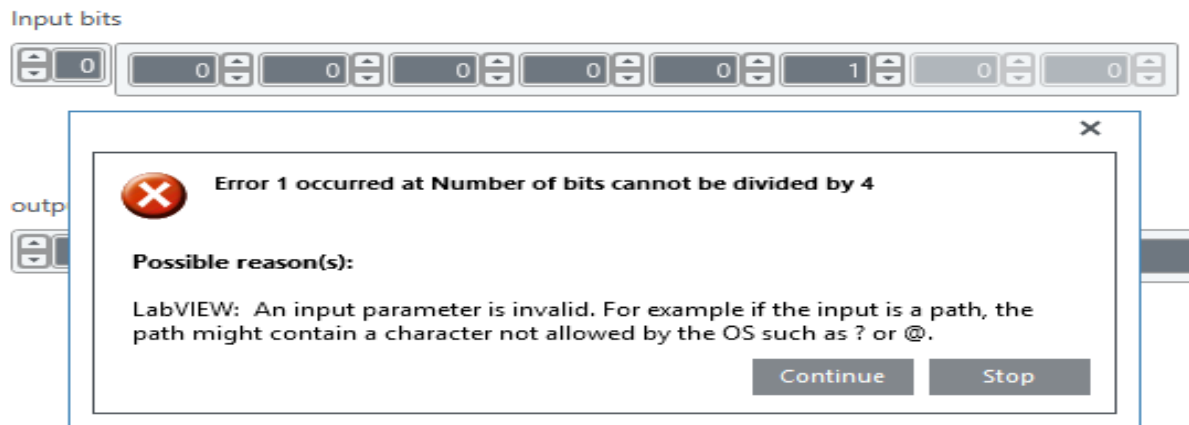 Input bits
0 0 0 0 0 0 1 0 0
Error 1 occurred at Number of bits cannot be divided by 4
outp
Possible reason(s):
LabVIEW: An input parameter is invalid. For example if the input is a path, the
path might contain a character not allowed by the OS such as ? or @.
Continue Stop